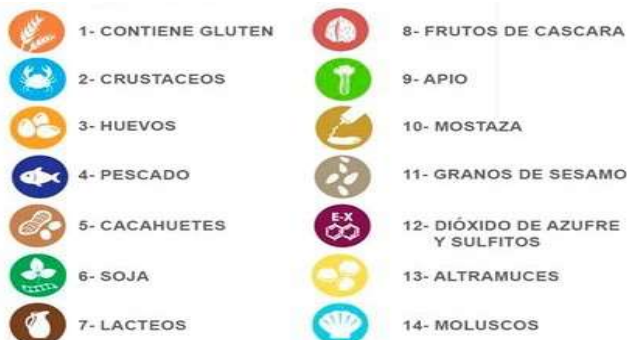 1- CONTIENE GLUTEN
2- CRUSTACEOS
3- HUEVOS
4- PESCADO
5- CACAHUETES
6- SOJA
7- LACTEOS
8- FRUTOS DE CASCARA
9- APIO
10- MOSTAZA
11- GRANOS DE SESAMO
E-X
12- DIÓXIDO DE AZUFRE
Y SULFITOS
13- ALTRAMUCES
14- MOLUSCOS